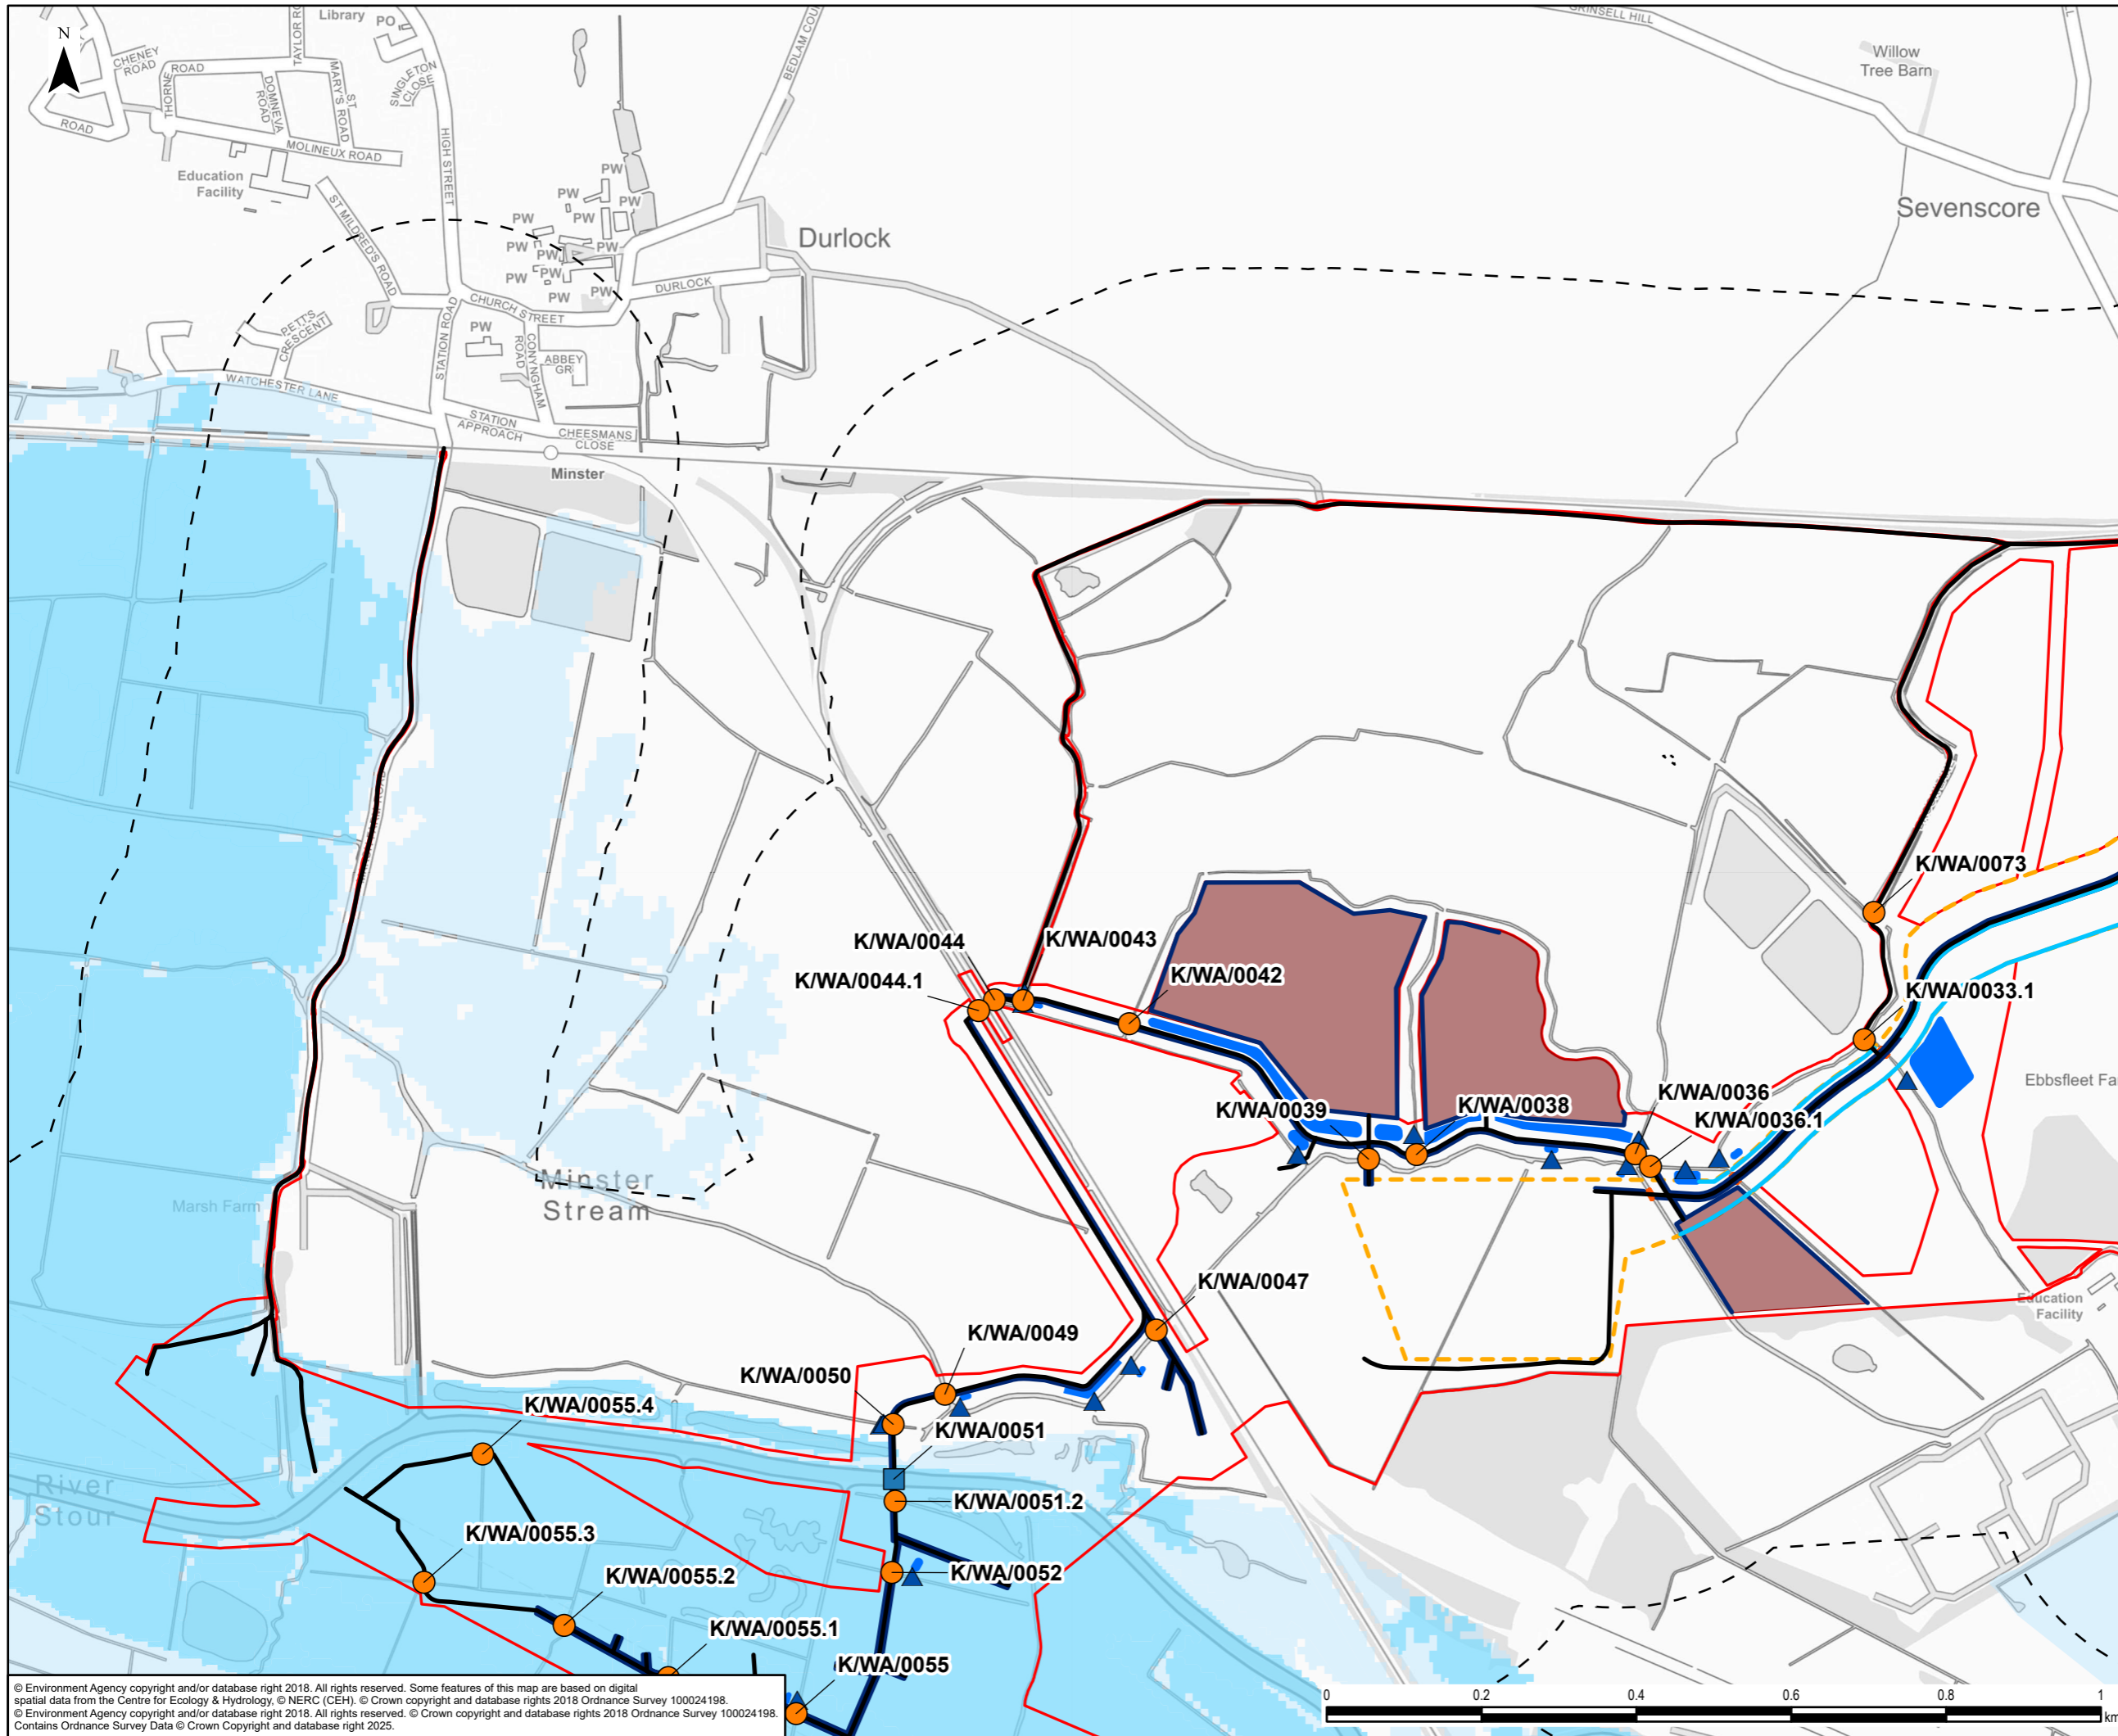 GRINSELL HILL
Library
PO
TAYLOR RO
BEDLAM COU
N
Willow
Tree Barn
CHENEY
ROAD
THORNE
ROAD
DOMNEVA
ROAD
ST
MARY'S ROAD
SINGLETON
CLOSE
ROAD
MOLINEUX ROAD
HIGH STREET
Education
Facility
ST MILDRED'S ROAD
PW
PW
PW
PW
PW
PW
PW
PW
PW
PW
PW
PW
PW
PW
Sevenscore
Durlock
DURLOCK
CHURCH STREET
PETTS
CRESCENT
STATION ROAD
CONYNGHAM
ROAD
ABBEY
GR
WATCHESTER LANE
STATION
APPROACH
CHEESMANS
CLOSE
Minster
K/WA/0073
K/WA/0044
K/WA/0043
K/WA/0044.1
K/WA/0042
K/WA/0033.1
Ebbsfleet Fa
K/WA/0036
K/WA/0039
K/WA/0038
K/WA/0036.1
Minster
Stream
Marsh Farm
K/WA/0047
Education
Facility
K/WA/0049
K/WA/0050
K/WA/0055.4
K/WA/0051
River
Stour
K/WA/0051.2
K/WA/0055.3
K/WA/0055.2
K/WA/0052
K/WA/0055.1
K/WA/0055
© Environment Agency copyright and/or database right 2018. All rights reserved. Some features of this map are based on digital
spatial data from the Centre for Ecology & Hydrology, © NERC (CEH). © Crown copyright and database rights 2018 Ordnance Survey 100024198.
© Environment Agency copyright and/or database right 2018. All rights reserved. © Crown copyright and database rights 2018 Ordnance Survey 100024198.
Contains Ordnance Survey Data © Crown Copyright and database right 2025.
0 0.2 0.4 0.6 0.8 1
km